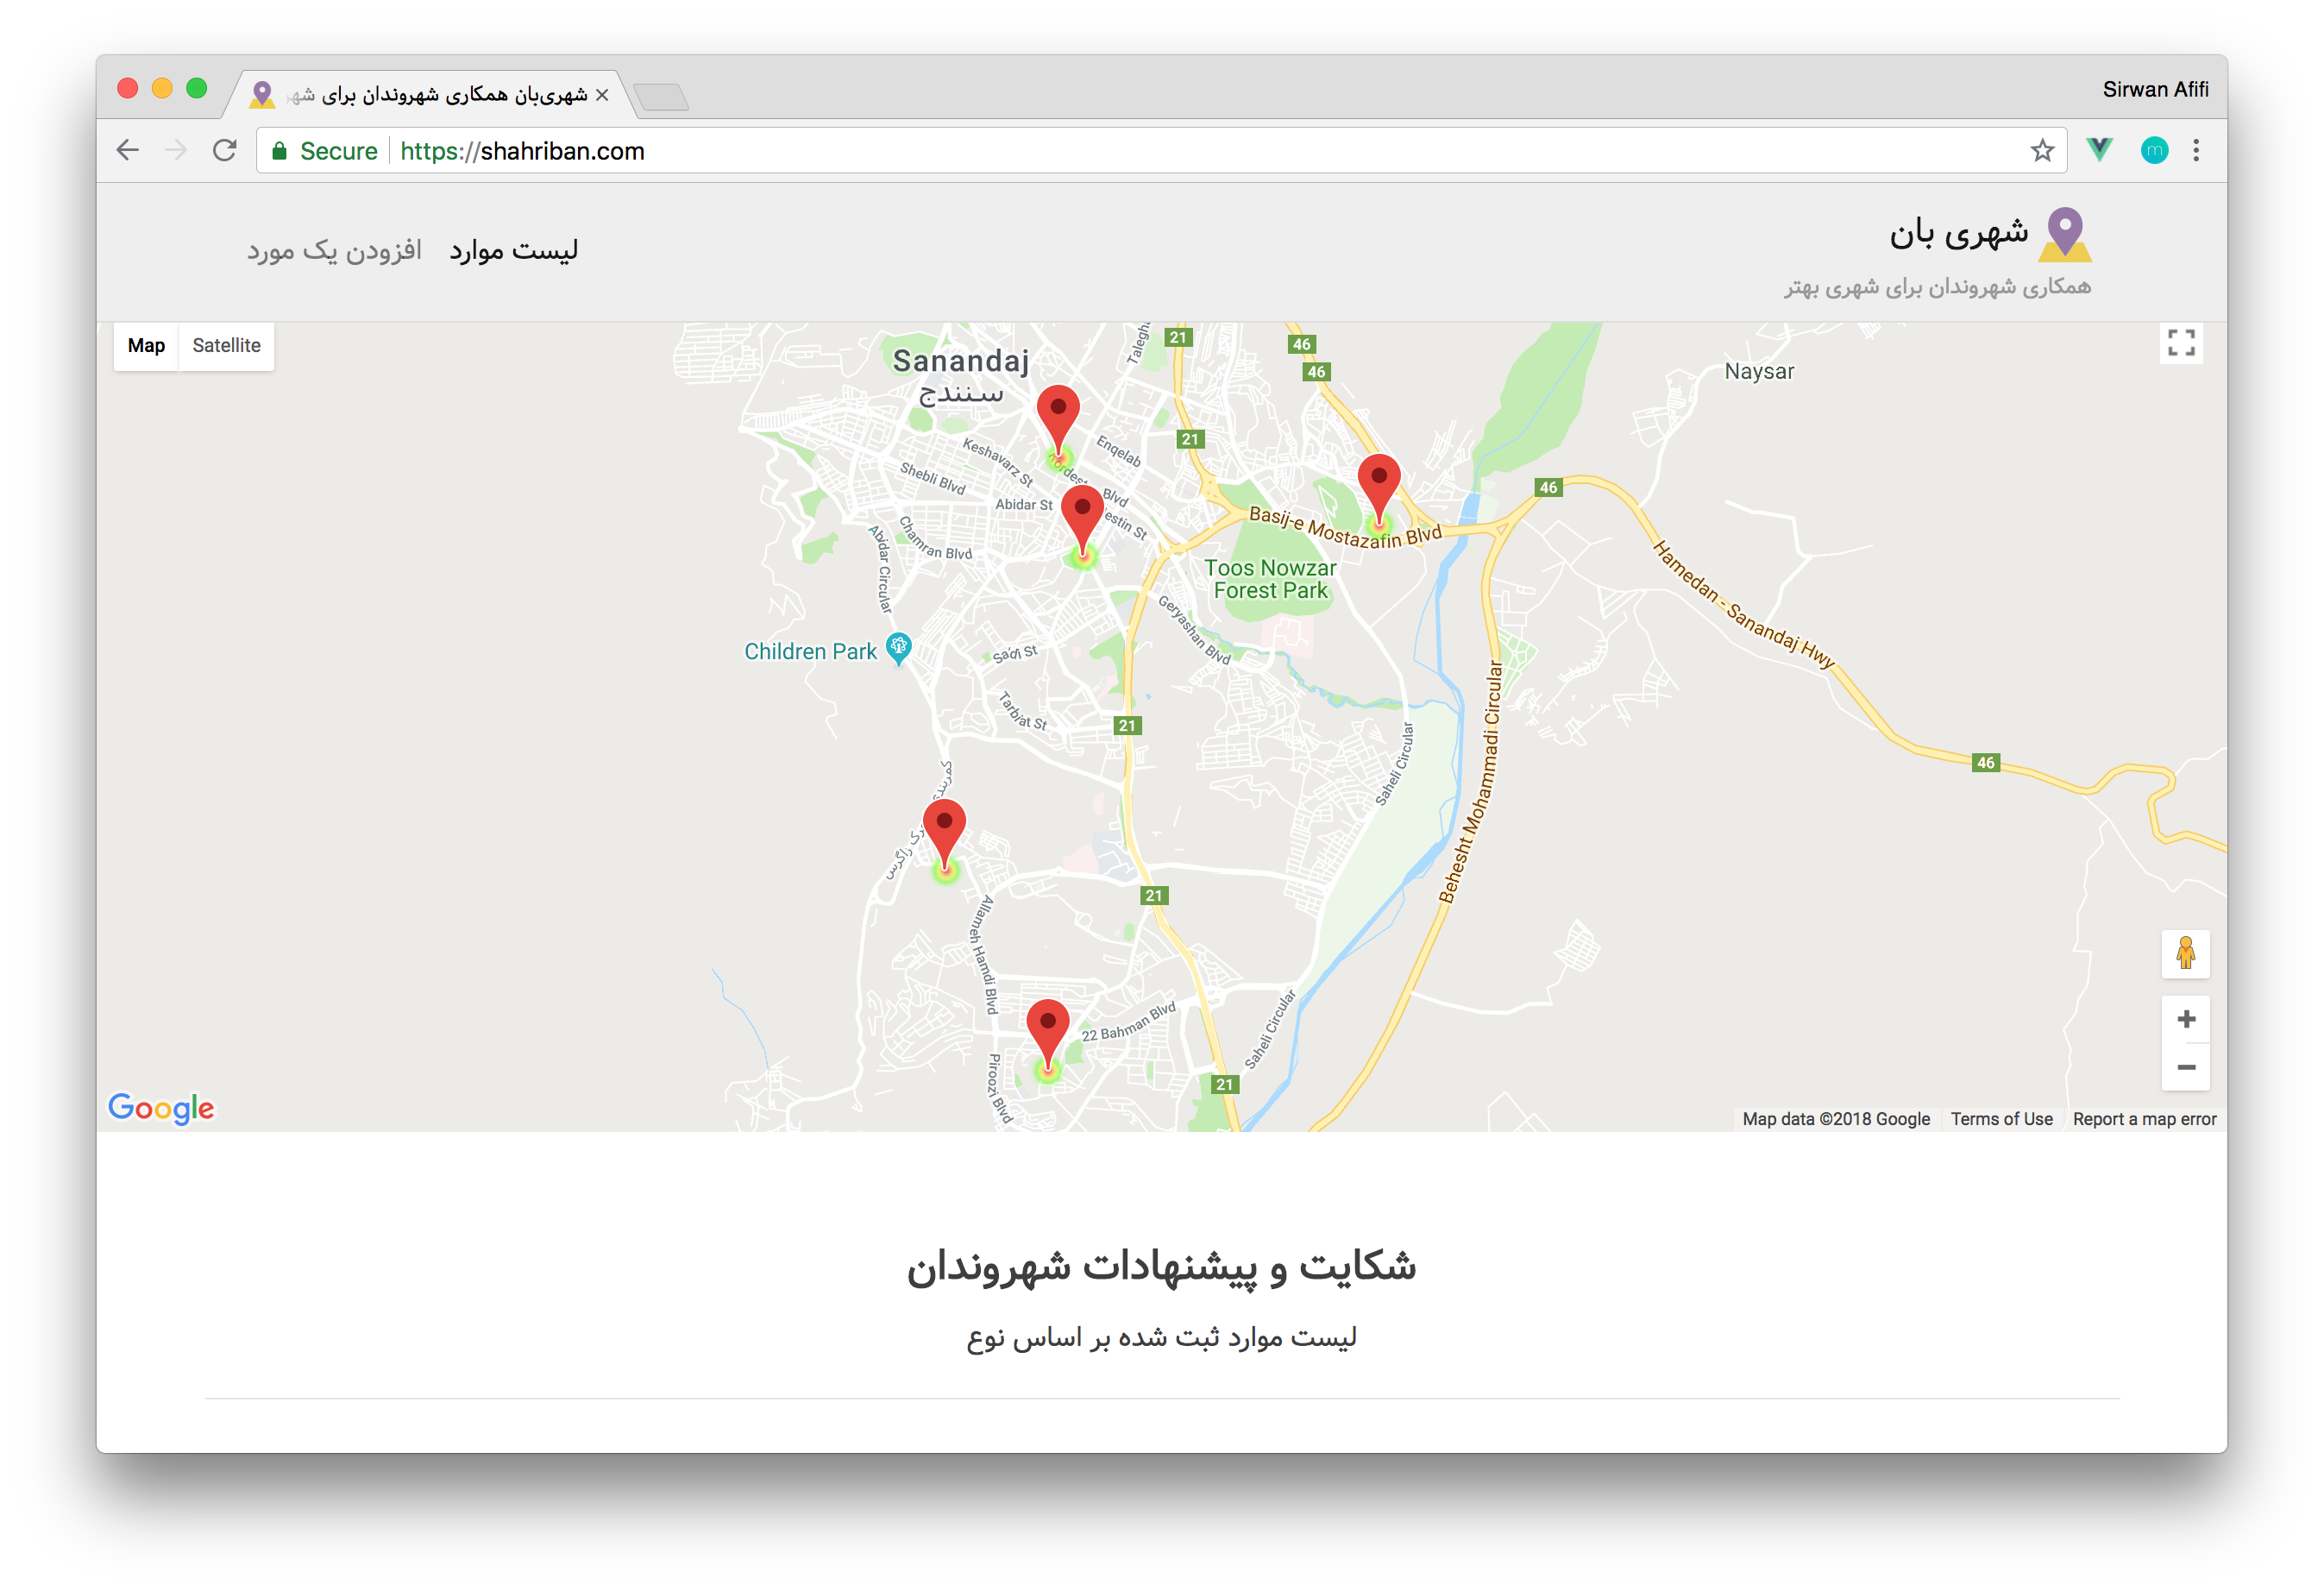 شهری‌بان همکاری شهروندان برای شهر
Sirwan Afifi
Secure
https://shahriban.com
شهری بان
همکاری شهروندان برای شهری بهتر
لیست موارد
افزودن یک مورد
Map
Satellite
Sanandaj
سنندج
Naysar
21
46
46
21
46
Keshavarz St
Enqelab
Shebli Blvd
Abidar St
Blvd
Chamran Blvd
Abidar Circular
Basij-e Mostazafin Blvd
Toos Nowzar
Forest Park
Hamedan - Sanandaj Hwy
Geryashan Blvd
Children Park
Sa'di St
Tarbiat St
21
46
Saheli Circular
Behesht Mohammadi Circular
21
Allameh Hamdi Blvd
22 Bahman Blvd
Saheli Circular
Piroozi Blvd
21
Google
Map data ©2018 Google
Terms of Use
Report a map error
شکایت و پیشنهادات شهروندان
لیست موارد ثبت شده بر اساس نوع